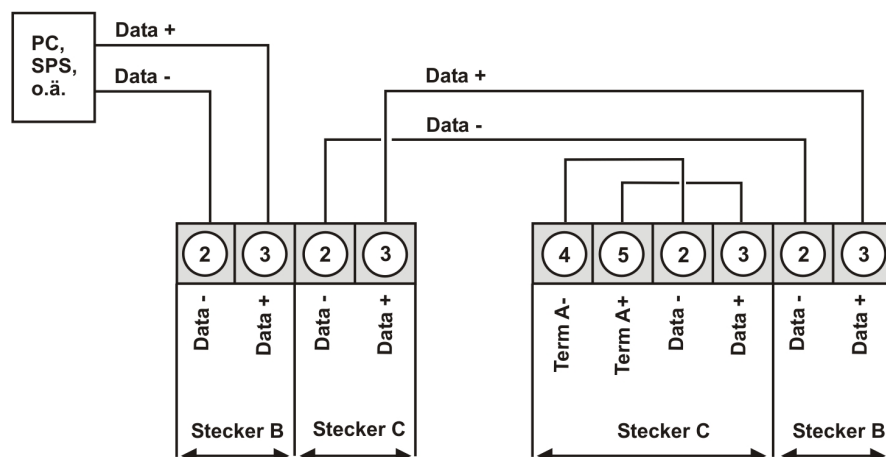 PC,
SPS,
o.ä.
Data +
Data -
Data +
Data -
2
3
2
3
4
5
2
3
2
3
Data -
Data +
Data -
Data +
Term A-
Term A+
Data -
Data +
Data -
Data +
Stecker B
Stecker C
Stecker C
Stecker B